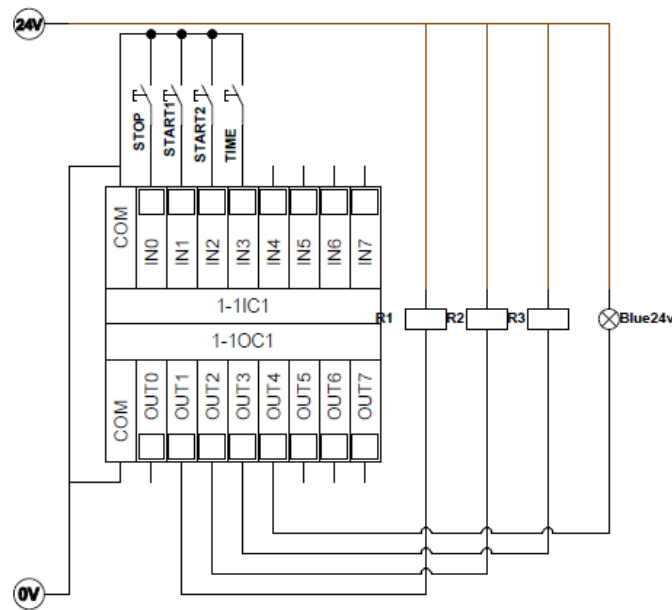 24V
STOP
START1
START2
TIME
COM
IN0
IN1
IN2
IN3
IN4
IN5
IN6
IN7
1-1IC1
R1
R2
R3
Blue24v
1-1OC1
COM
OUT0
OUT1
OUT2
OUT3
OUT4
OUT5
OUT6
OUT7
0V